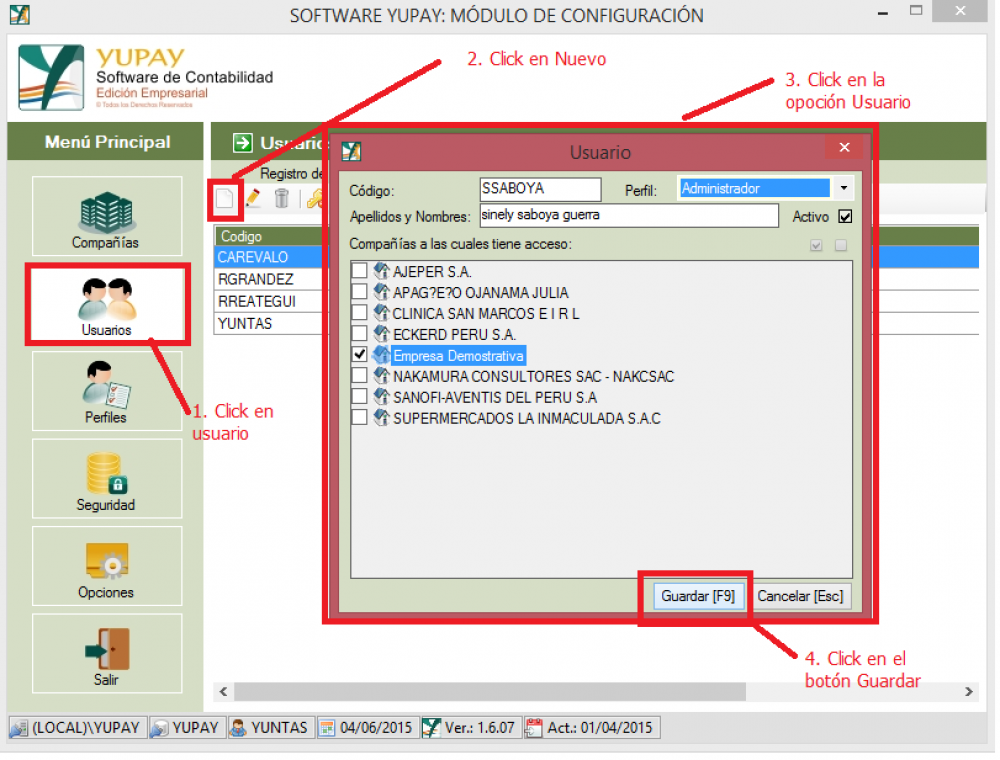 SOFTWARE YUPAY: MÓDULO DE CONFIGURACIÓN
YUPAY
Software de Contabilidad
Edición Empresarial
© Todos los Derechos Reservados
2. Click en Nuevo
3. Click en la
opoción Usuario
Menú Principal
Usuario
Registro de
Compañías
Usuarios
Perfiles
Seguridad
Opciones
Salir
1. Click en
usuario
Codigo
CAREVALO
RGRANDEZ
RREATEGUI
YUNTAS
Usuario
Código: SSABOYA Perfil: Administrador
Apellidos y Nombres: sinely saboya guerra Activo
Compañías a las cuales tiene acceso:
AJEPER S.A.
APAG?E?O OJANAMA JULIA
CLINICA SAN MARCOS E I R L
ECKERD PERU S.A.
Empresa Demostrativa
NAKAMURA CONSULTORES SAC - NAKCSAC
SANOFI-AVENTIS DEL PERU S.A
SUPERMERCADOS LA INMACULADA S.A.C
Guardar [F9] Cancelar [Esc]
4. Click en el
botón Guardar
(LOCAL)\YUPAY YUPAY YUNTAS 04/06/2015 Ver.: 1.6.07 Act.: 01/04/2015